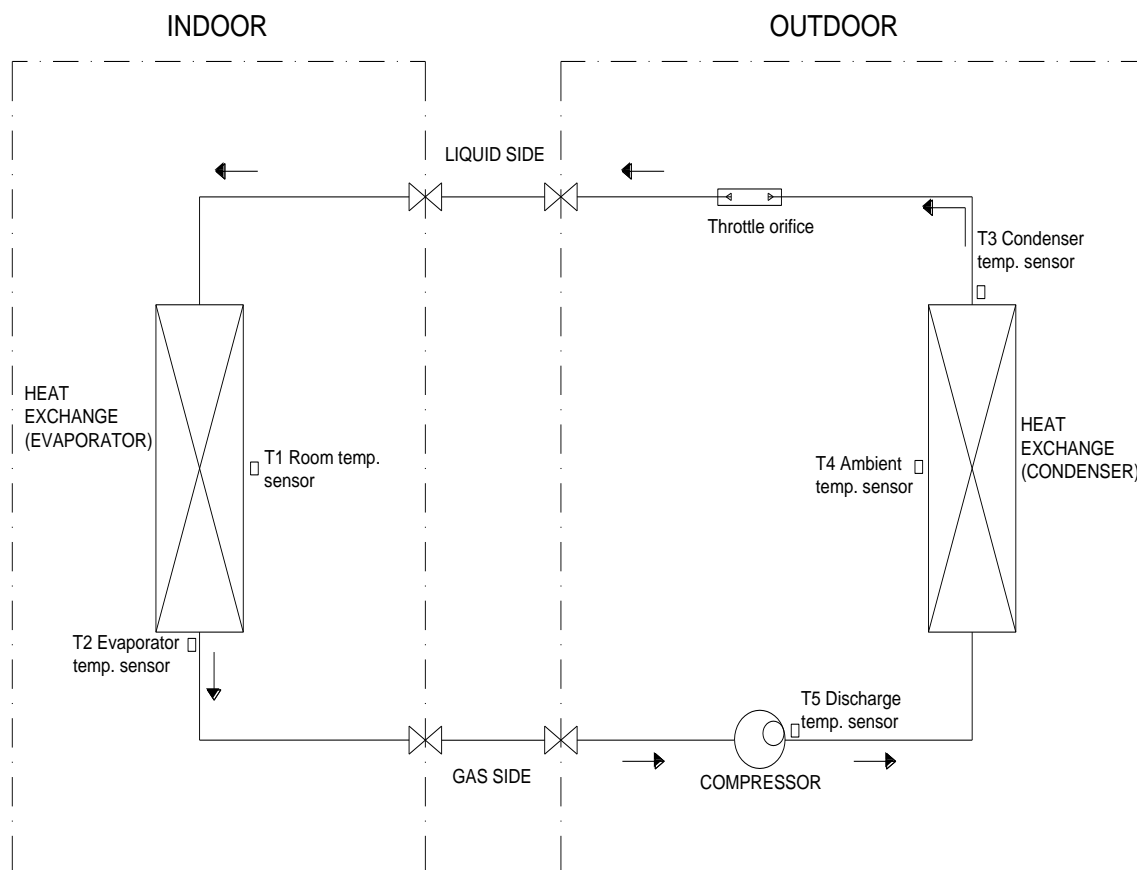 INDOOR
OUTDOOR
LIQUID SIDE
Throttle orifice
T3 Condenser
temp. sensor
HEAT
EXCHANGE
(EVAPORATOR)
T1 Room temp.
sensor
T4 Ambient
temp. sensor
HEAT
EXCHANGE
(CONDENSER)
T2 Evaporator
temp. sensor
T5 Discharge
temp. sensor
GAS SIDE
COMPRESSOR